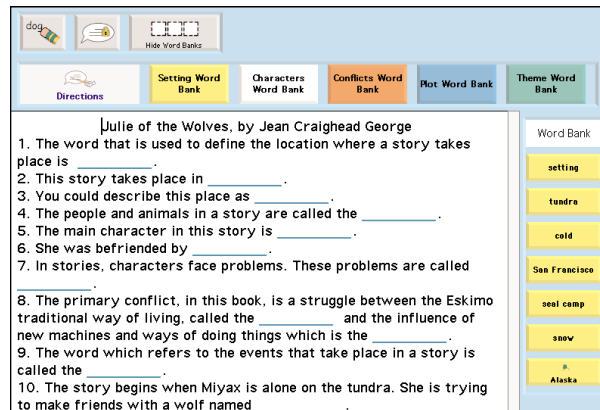 dog
Hide Word Banks
Directions
Setting Word
Bank
Characters
Word Bank
Conflicts Word
Bank
Plot Word Bank
Theme Word
Bank
Julie of the Wolves, by Jean Craighead George
1. The word that is used to define the location where a story takes
place is __________.
2. This story takes place in __________.
3. You could describe this place as __________.
4. The people and animals in a story are called the __________.
5. The main character in this story is __________.
6. She was befriended by __________.
7. In stories, characters face problems. These problems are called
__________.
8. The primary conflict, in this book, is a struggle between the Eskimo
traditional way of living, called the __________ and the influence of
new machines and ways of doing things which is the __________.
9. The word which refers to the events that take place in a story is
called the __________.
10. The story begins when Miyax is alone on the tundra. She is trying
to make friends with a wolf named __________.
Word Bank
setting
tundra
cold
San Francisco
seal camp
snow
Alaska